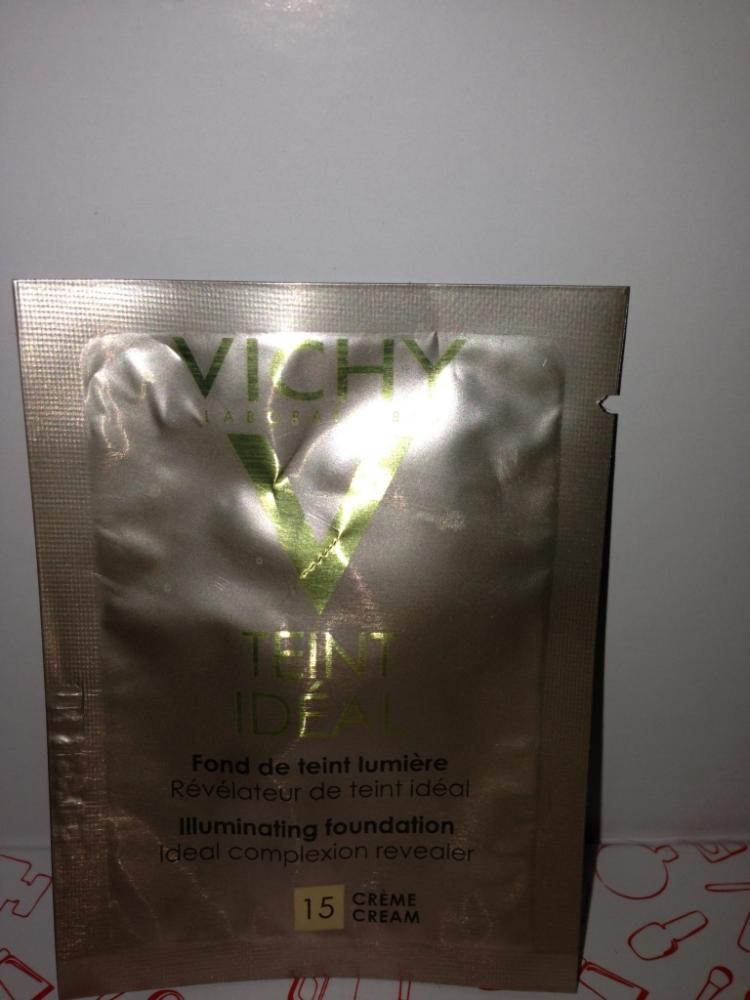 VICHY
LABORATOIRES
V
TEINT
IDÉAL
Fond de teint lumière
Révélateur de teint idéal
Illuminating foundation
Ideal complexion revealer
15 CRÈME
CREAM